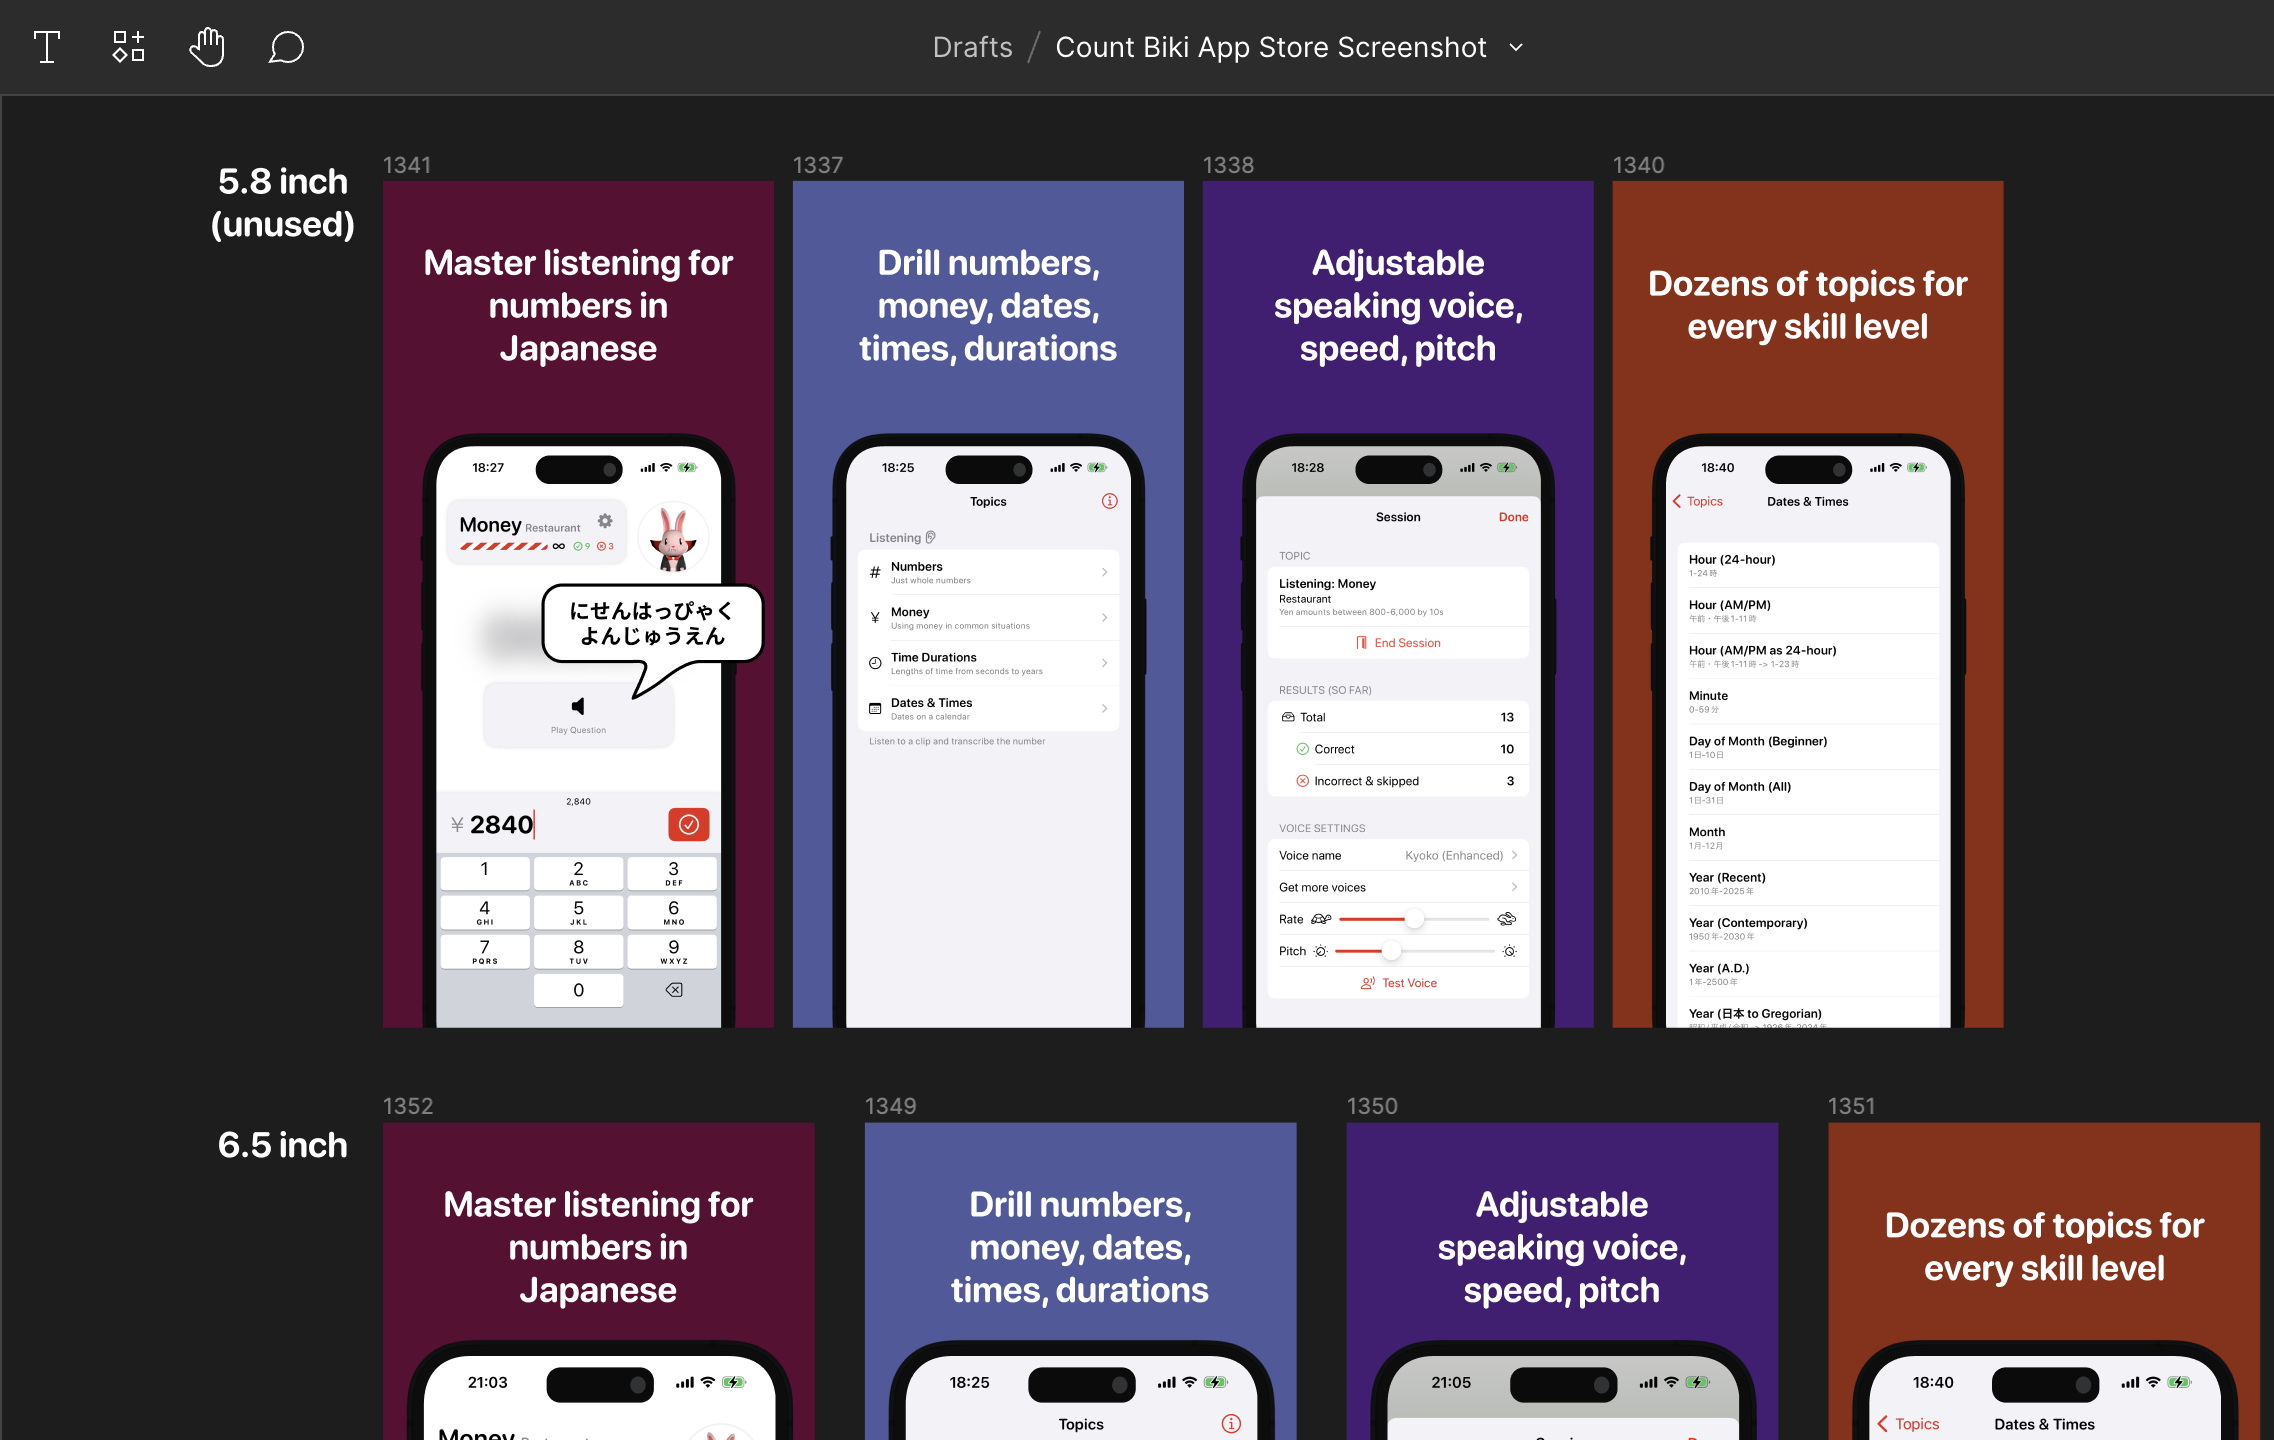 Drafts / Count Biki App Store Screenshot
5.8 inch
(unused)
1341
Master listening for
numbers in
Japanese
18:27
Money Restaurant
∞ 9 3
にせんはっぴゃく
よんじゅうえん
Play Question
2,840
¥ 2840
1
2
ABC
3
DEF
4
GHI
5
JKL
6
MNO
7
PQRS
8
TUV
9
WXYZ
0
1337
Drill numbers,
money, dates,
times, durations
18:25
Topics
Listening
# Numbers
Just whole numbers
¥ Money
Using money in common situations
Time Durations
Lengths of time from seconds to years
Dates & Times
Dates on a calendar
Listen to a clip and transcribe the number
1338
Adjustable
speaking voice,
speed, pitch
18:28
Session
Done
TOPIC
Listening: Money
Restaurant
Yen amounts between 800-6,000 by 10s
End Session
RESULTS (SO FAR)
Total 13
Correct 10
Incorrect & skipped 3
VOICE SETTINGS
Voice name Kyoko (Enhanced)
Get more voices
Rate
Pitch
Test Voice
1340
Dozens of topics for
every skill level
18:40
Topics
Dates & Times
Hour (24-hour)
1-24時
Hour (AM/PM)
午前・午後1-11時
Hour (AM/PM as 24-hour)
午前・午後1-11時 -> 1-23時
Minute
0-59分
Day of Month (Beginner)
1日-10日
Day of Month (All)
1日-31日
Month
1月-12月
Year (Recent)
2010年-2025年
Year (Contemporary)
1950年-2030年
Year (A.D.)
1年-2500年
Year (日本 to Gregorian)
6.5 inch
1352
Master listening for
numbers in
Japanese
21:03
Money
1349
Drill numbers,
money, dates,
times, durations
18:25
Topics
1350
Adjustable
speaking voice,
speed, pitch
21:05
1351
Dozens of topics for
every skill level
18:40
Topics
Dates & Times